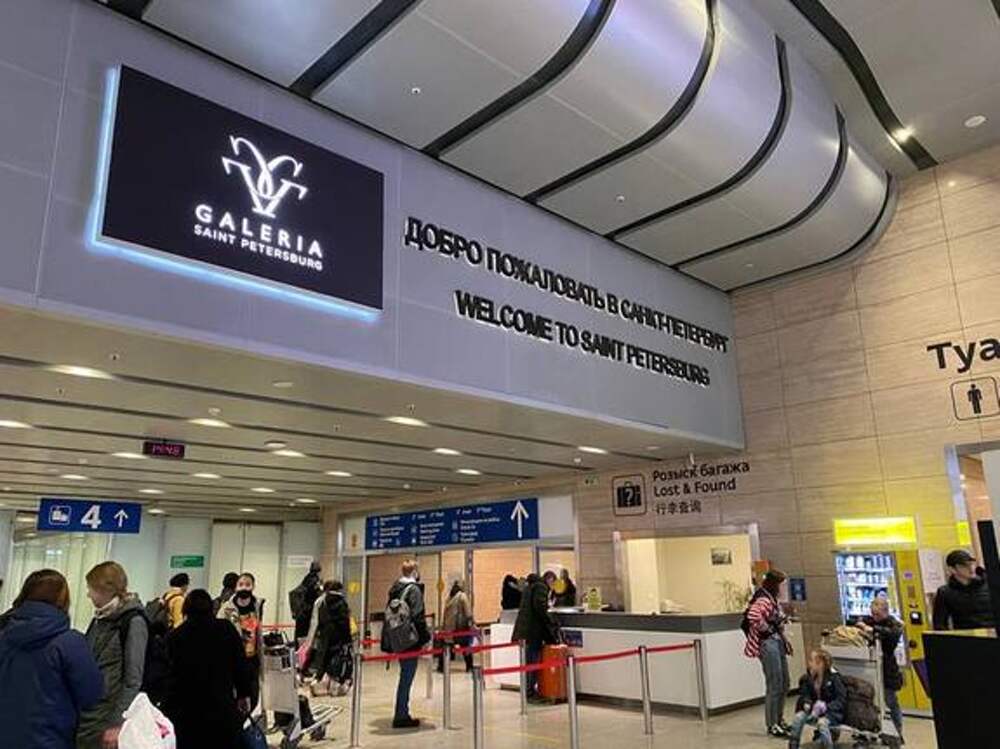 GALERIA
SAINT PETERSBURG
ДОБРО ПОЖАЛОВАТЬ В САНКТ-ПЕТЕРБУРГ
WELCOME TO SAINT PETERSBURG
Туа
Розыск багажа
Lost & Found
行李查询
4